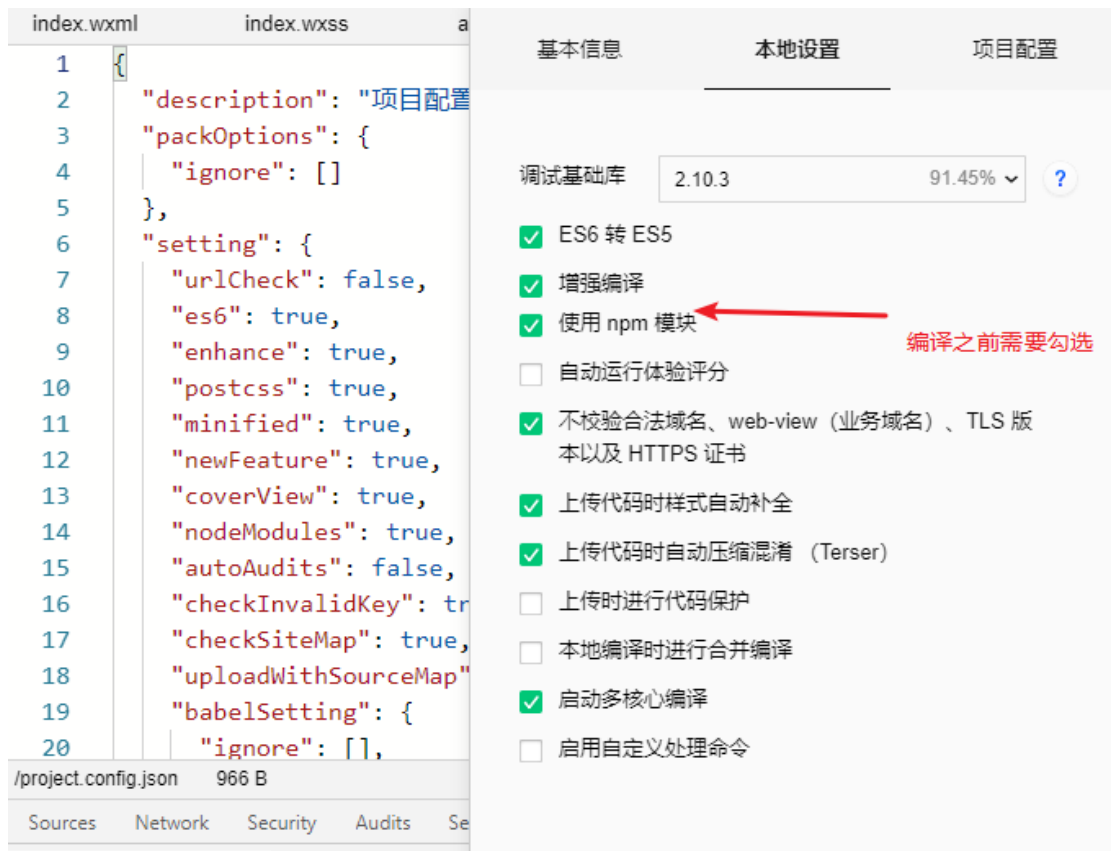 index.wxml index.wxss a
1 {
2 "description": "项目配置
3 "packOptions": {
4 "ignore": []
5 },
6 "setting": {
7 "urlCheck": false,
8 "es6": true,
9 "enhance": true,
10 "postcss": true,
11 "minified": true,
12 "newFeature": true,
13 "coverView": true,
14 "nodeModules": true,
15 "autoAudits": false,
16 "checkInvalidKey": tr
17 "checkSiteMap": true,
18 "uploadWithSourceMap"
19 "babelSetting": {
20 "ignore": [],
/project.config.json 966 B
Sources Network Security Audits Se
基本信息 本地设置 项目配置
调试基础库 2.10.3 91.45% ?
ES6 转 ES5
增强编译
使用 npm 模块
编译之前需要勾选
自动运行体验评分
不校验合法域名、web-view（业务域名）、TLS 版
本以及 HTTPS 证书
上传代码时样式自动补全
上传代码时自动压缩混淆 （Terser）
上传时进行代码保护
本地编译时进行合并编译
启动多核心编译
启用自定义处理命令